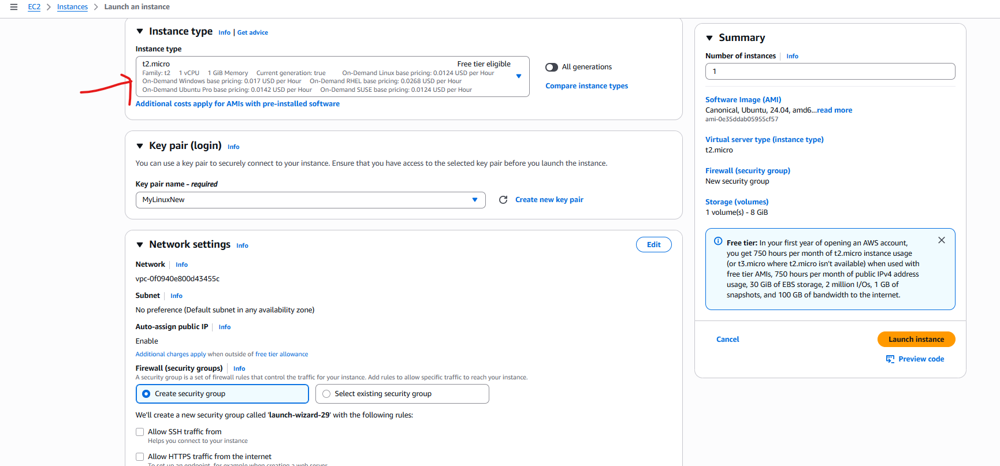 EC2 > Instances > Launch an instance
Instance type Info | Get advice
Instance type
t2.micro Free tier eligible
Family: t2 1 vCPU 1 GiB Memory Current generation: true On-Demand Linux base pricing: 0.0124 USD per Hour
On-Demand Windows base pricing: 0.017 USD per Hour On-Demand RHEL base pricing: 0.0268 USD per Hour
On-Demand Ubuntu Pro base pricing: 0.0142 USD per Hour On-Demand SUSE base pricing: 0.0124 USD per Hour
All generations
Compare instance types
Additional costs apply for AMIs with pre-installed software
Key pair (login) Info
You can use a key pair to securely connect to your instance. Ensure that you have access to the selected key pair before you launch the instance.
Key pair name - required
MyLinuxNew
Create new key pair
Network settings Info
Edit
Network Info
vpc-0f0940e800d43455c
Subnet Info
No preference (Default subnet in any availability zone)
Auto-assign public IP Info
Enable
Additional charges apply when outside of free tier allowance
Firewall (security groups) Info
A security group is a set of firewall rules that control the traffic for your instance. Add rules to allow specific traffic to reach your instance.
Create security group
Select existing security group
We'll create a new security group called 'launch-wizard-29' with the following rules:
Allow SSH traffic from
Helps you connect to your instance
Allow HTTPS traffic from the internet
To set up an endpoint, for example when creating a web server
Summary
Number of instances Info
1
Software Image (AMI)
Canonical, Ubuntu, 24.04, amd6...read more
ami-0e35ddab05955cf57
Virtual server type (instance type)
t2.micro
Firewall (security group)
New security group
Storage (volumes)
1 volume(s) - 8 GiB
Free tier: In your first year of opening an AWS account,
you get 750 hours per month of t2.micro instance usage
(or t3.micro where t2.micro isn't available) when used with
free tier AMIs, 750 hours per month of public IPv4 address
usage, 30 GiB of EBS storage, 2 million I/Os, 1 GB of
snapshots, and 100 GB of bandwidth to the internet.
Cancel
Launch instance
Preview code